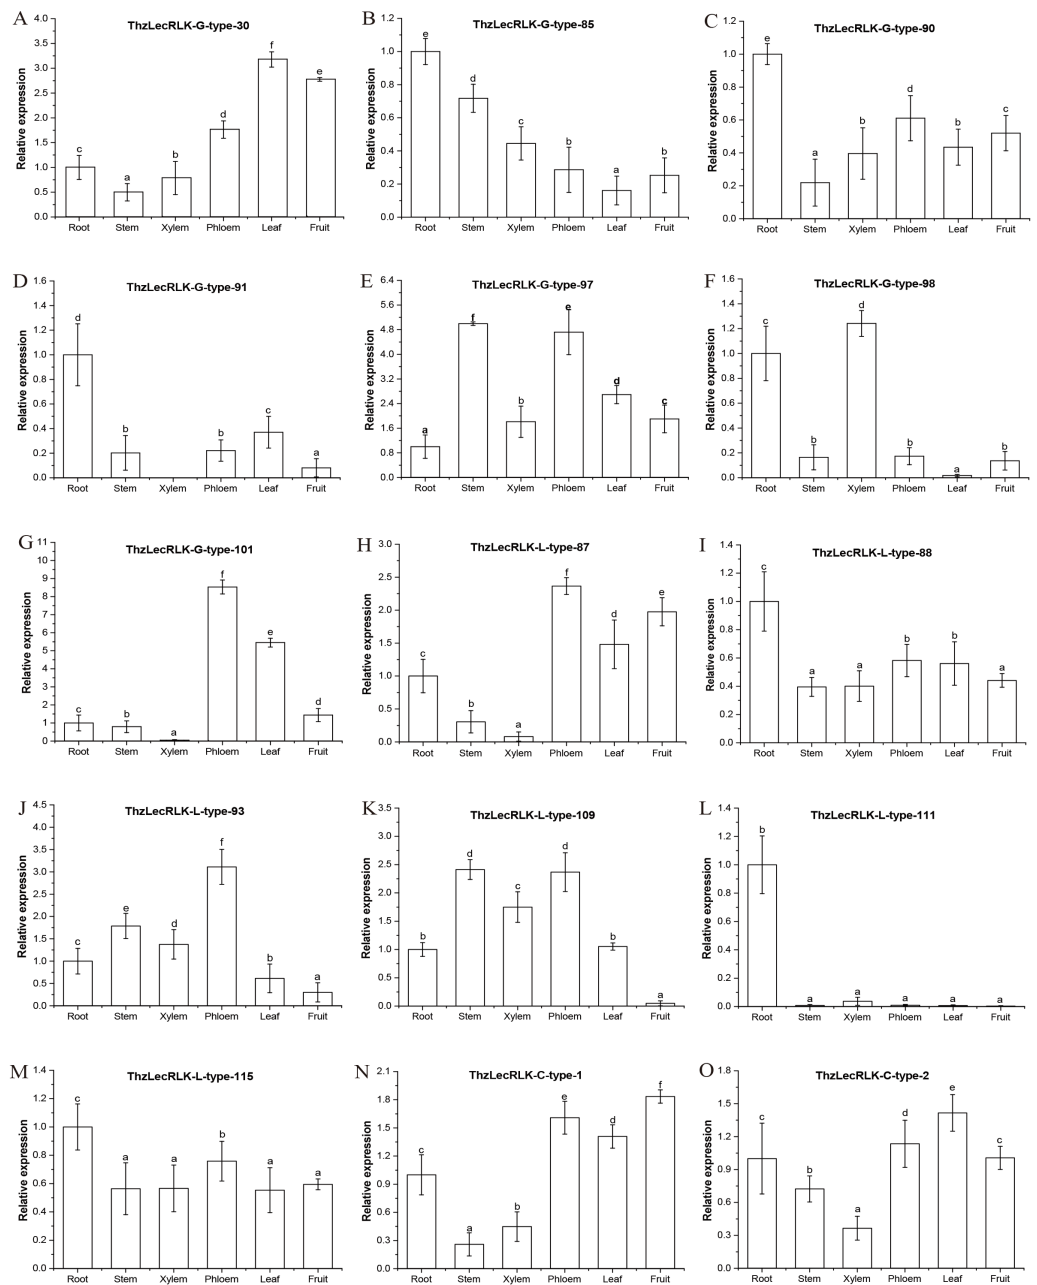 A
ThzLecRLK-G-type-30
Relative expression
4.0
3.5
3.0
2.5
2.0
1.5
1.0
0.5
0.0
c
a
b
d
f
e
Root Stem Xylem Phloem Leaf Fruit
B
ThzLecRLK-G-type-85
Relative expression
1.2
1.0
0.8
0.6
0.4
0.2
0.0
e
d
c
b
a
b
Root Stem Xylem Phloem Leaf Fruit
C
ThzLecRLK-G-type-90
Relative expression
1.2
1.0
0.8
0.6
0.4
0.2
0.0
e
a
b
d
b
c
Root Stem Xylem Phloem Leaf Fruit
D
ThzLecRLK-G-type-91
Relative expression
1.6
1.4
1.2
1.0
0.8
0.6
0.4
0.2
0.0
d
b
b
c
a
Root Stem Xylem Phloem Leaf Fruit
E
ThzLecRLK-G-type-97
Relative expression
6.4
5.6
4.8
4.0
3.2
2.4
1.6
0.8
0.0
a
f
b
e
d
c
Root Stem Xylem Phloem Leaf Fruit
F
ThzLecRLK-G-type-98
Relative expression
1.6
1.4
1.2
1.0
0.8
0.6
0.4
0.2
0.0
c
b
d
b
a
b
Root Stem Xylem Phloem Leaf Fruit
G
ThzLecRLK-G-type-101
Relative expression
11
10
9
8
7
6
5
4
3
2
1
0
c
b
a
f
e
d
Root Stem Xylem Phloem Leaf Fruit
H
ThzLecRLK-L-type-87
Relative expression
3.0
2.5
2.0
1.5
1.0
0.5
0.0
c
b
a
f
d
e
Root Stem Xylem Phloem Leaf Fruit
I
ThzLecRLK-L-type-88
Relative expression
1.4
1.2
1.0
0.8
0.6
0.4
0.2
0.0
c
a
a
b
b
a
Root Stem Xylem Phloem Leaf Fruit
J
ThzLecRLK-L-type-93
Relative expression
4.5
4.0
3.5
3.0
2.5
2.0
1.5
1.0
0.5
0.0
c
e
d
f
b
a
Root Stem Xylem Phloem Leaf Fruit
K
ThzLecRLK-L-type-109
Relative expression
3.5
3.0
2.5
2.0
1.5
1.0
0.5
0.0
b
d
c
d
b
a
Root Stem Xylem Phloem Leaf Fruit
L
ThzLecRLK-L-type-111
Relative expression
1.4
1.2
1.0
0.8
0.6
0.4
0.2
0.0
b
a
a
a
a
a
Root Stem Xylem Phloem Leaf Fruit
M
ThzLecRLK-L-type-115
Relative expression
1.4
1.2
1.0
0.8
0.6
0.4
0.2
0.0
c
a
a
b
a
a
Root Stem Xylem Phloem Leaf Fruit
N
ThzLecRLK-C-type-1
Relative expression
2.1
1.8
1.5
1.2
0.9
0.6
0.3
0.0
c
a
b
e
d
f
Root Stem Xylem Phloem Leaf Fruit
O
ThzLecRLK-C-type-2
Relative expression
1.8
1.5
1.2
0.9
0.6
0.3
0.0
c
b
a
d
e
c
Root Stem Xylem Phloem Leaf Fruit